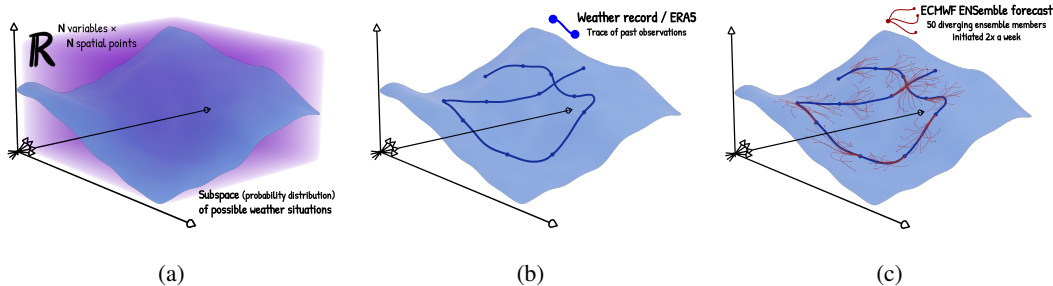 ℝ N variables ×
N spatial points
Subspace (probability distribution)
of possible weather situations
(a)
Weather record / ERA5
Trace of past observations
(b)
ECMWF ENSemble forecast
50 diverging ensemble members
Initiated 2x a week
(c)